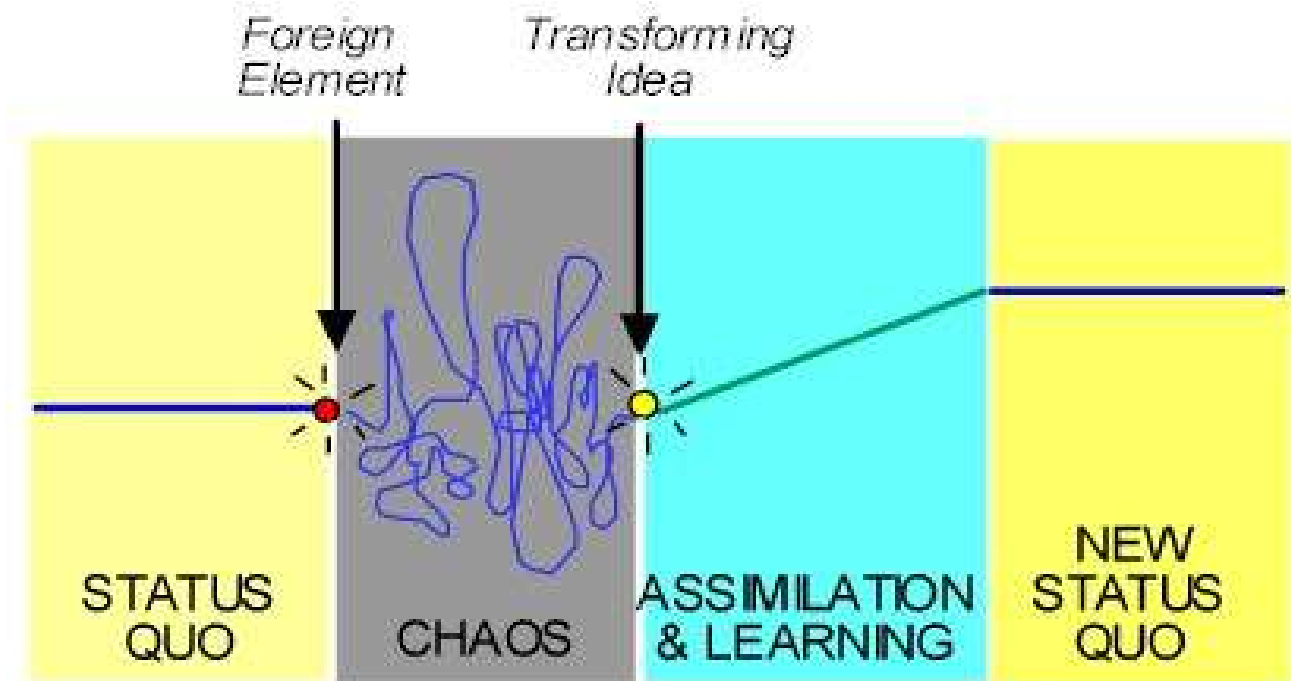 Foreign
Element
Transforming
Idea
STATUS
QUO
CHAOS
ASSIMILATION
& LEARNING
NEW
STATUS
QUO